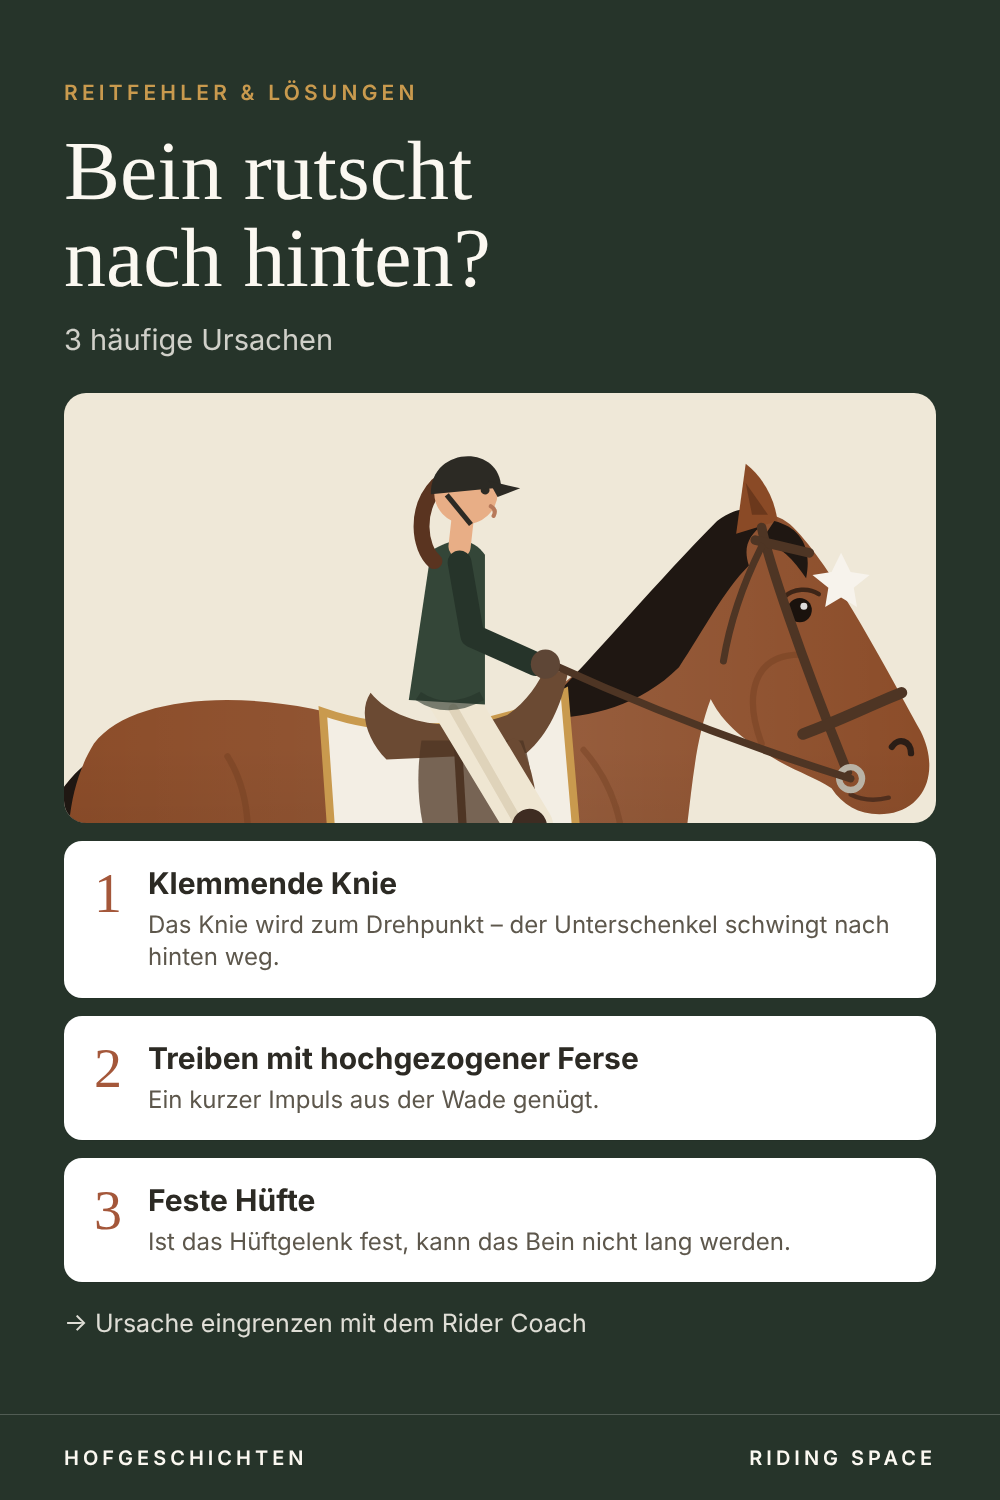 REITFEHLER & LÖSUNGEN
Bein rutscht
nach hinten?
3 häufige Ursachen
1 Klemmende Knie
Das Knie wird zum Drehpunkt – der Unterschenkel schwingt nach
hinten weg.
2 Treiben mit hochgezogener Ferse
Ein kurzer Impuls aus der Wade genügt.
3 Feste Hüfte
Ist das Hüftgelenk fest, kann das Bein nicht lang werden.
→ Ursache eingrenzen mit dem Rider Coach
HOFGESCHICHTEN
RIDING SPACE